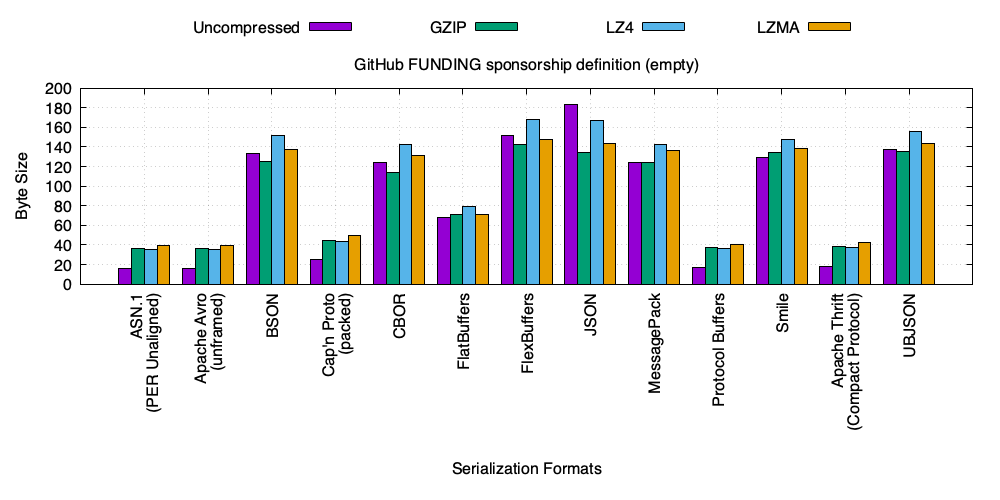 Uncompressed GZIP LZ4 LZMA
GitHub FUNDING sponsorship definition (empty)
Byte Size
200
180
160
140
120
100
80
60
40
20
0
ASN.1
(PER Unaligned)
Apache Avro
(unframed)
BSON
Cap'n Proto
(packed)
CBOR
FlatBuffers
FlexBuffers
JSON
MessagePack
Protocol Buffers
Smile
Apache Thrift
(Compact Protocol)
UBJSON
Serialization Formats